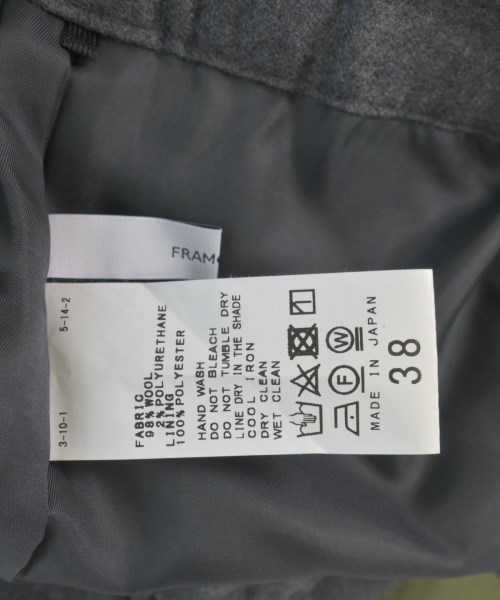 FRAM
3-10-1 5-14-2
FABRIC
98% WOOL
2% POLYURETHANE
LINING
100% POLYESTER
HAND WASH
DO NOT BLEACH
DO NOT TUMBLE DRY
LINE DRY IN THE SHADE
COOL IRON
DRY CLEAN
WET CLEAN
F W
MADE IN JAPAN
38